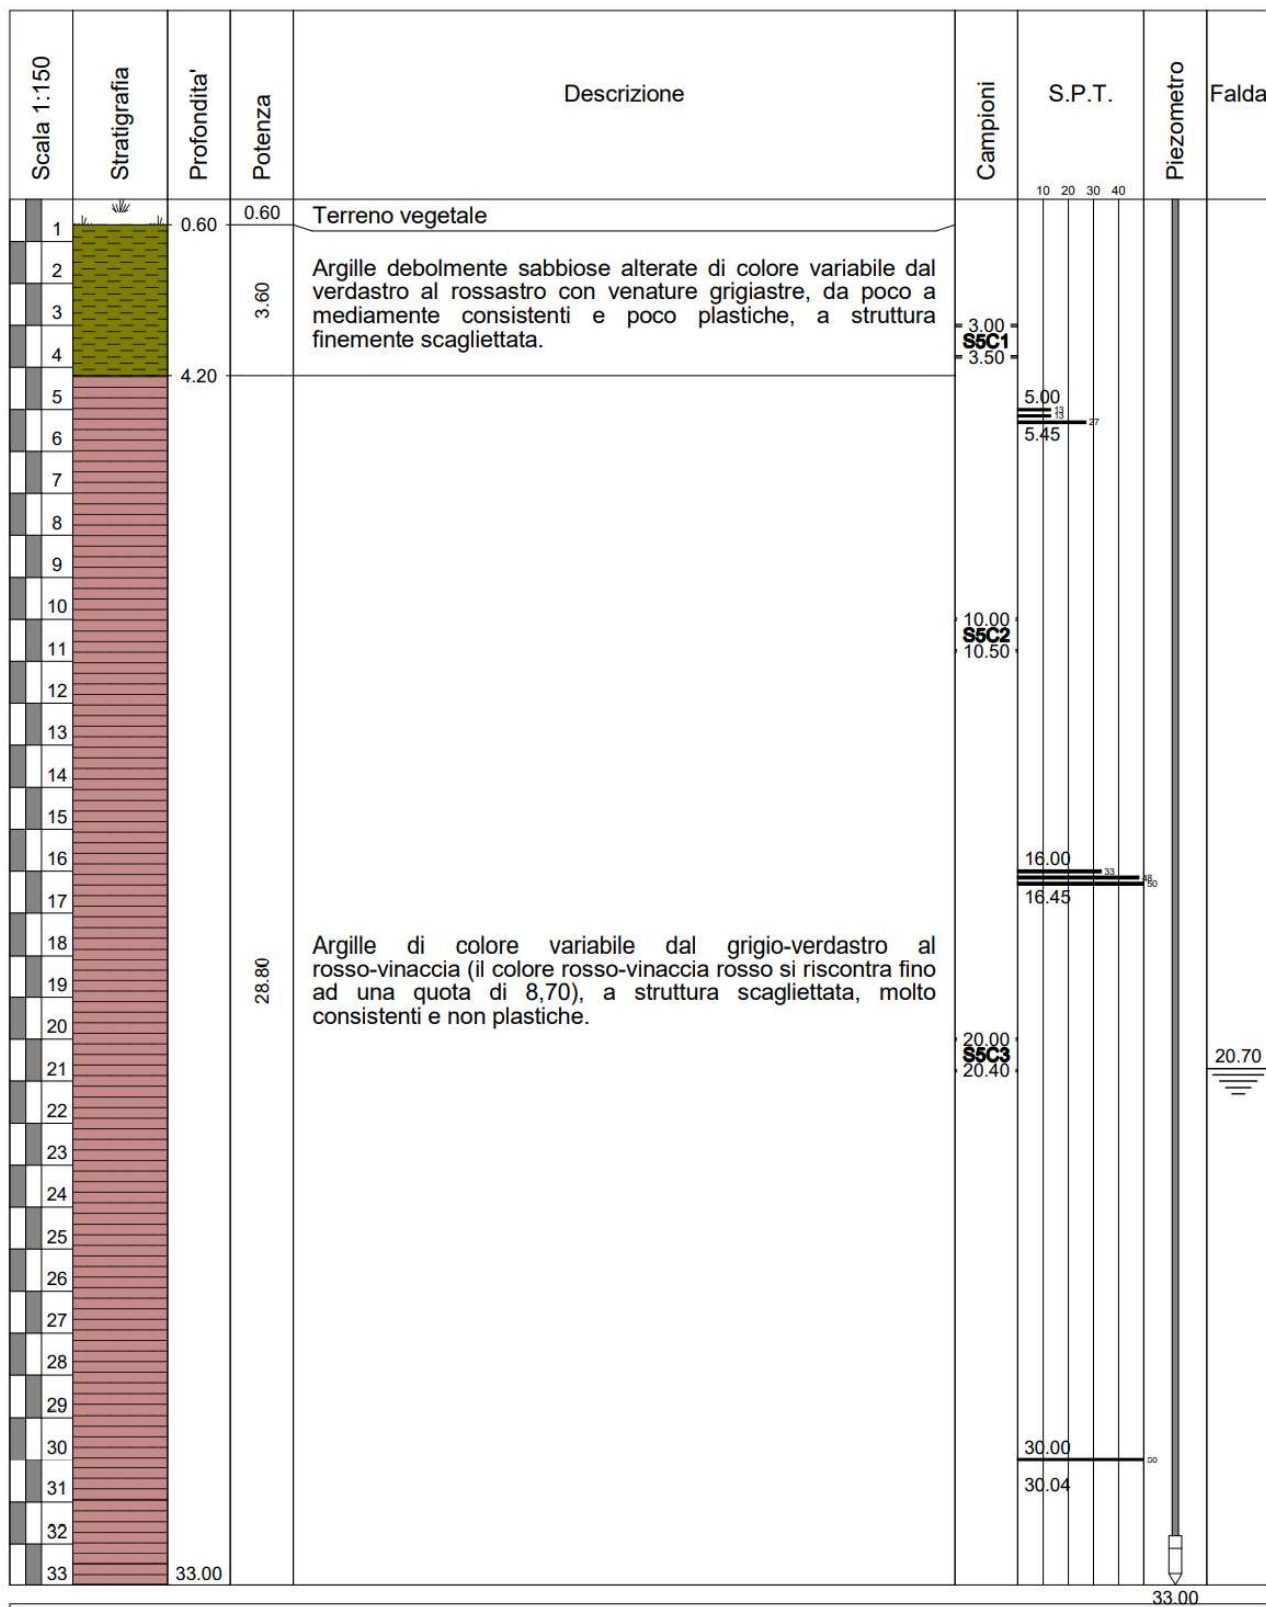 Scala 1:150
Stratigrafia
Profondita'
Potenza
Descrizione
Campioni
S.P.T.
Piezometro
Falda
10 20 30 40
1
0.60
0.60
Terreno vegetale
2
3
4
3.60
Argille debolmente sabbiose alterate di colore variabile dal
verdastro al rossastro con venature grigiastre, da poco a
mediamente consistenti e poco plastiche, a struttura
finemente scagliettata.
3.00
S5C1
3.50
4.20
5
5.00
13
13
27
5.45
6
7
8
9
10
10.00
S5C2
10.50
11
12
13
14
15
16
16.00
33
48
50
16.45
17
18
19
20
28.80
Argille di colore variabile dal grigio-verdastro al
rosso-vinaccia (il colore rosso-vinaccia rosso si riscontra fino
ad una quota di 8,70), a struttura scagliettata, molto
consistenti e non plastiche.
20.00
S5C3
20.40
20.70
21
22
23
24
25
26
27
28
29
30
30.00
50
30.04
31
32
33
33.00
33.00